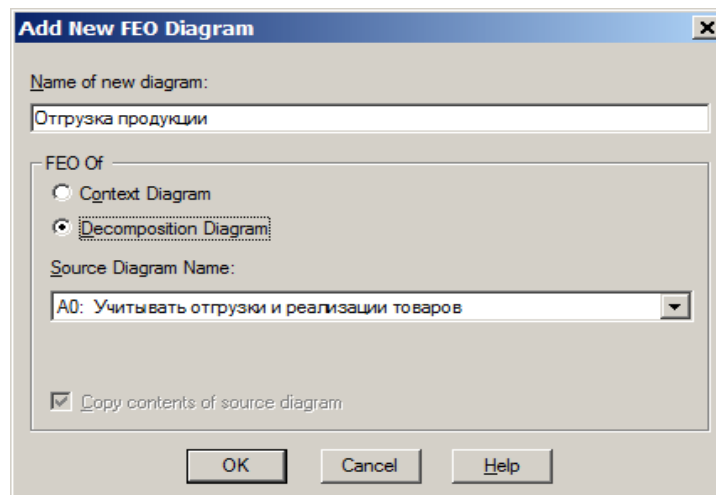 Add New FEO Diagram
Name of new diagram:
Отгрузка продукции
FEO Of
Context Diagram
Decomposition Diagram
Source Diagram Name:
A0: Учитывать отгрузки и реализации товаров
Copy contents of source diagram
OK Cancel Help